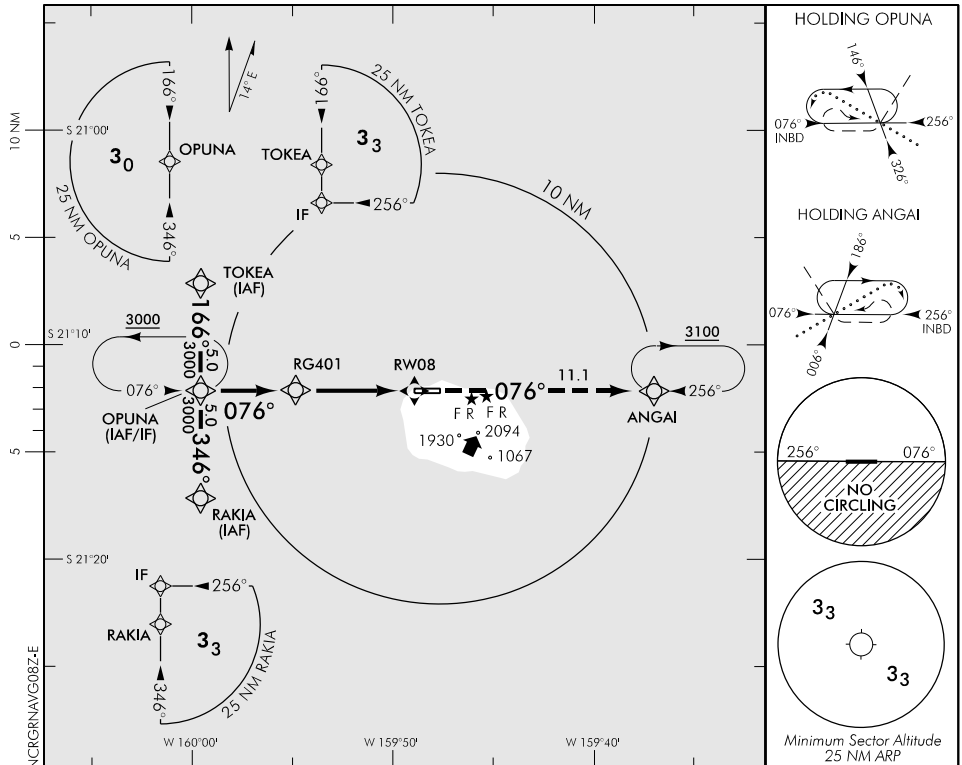 25 NM TOKEA
166°
166°
14° E
S 21°00'
10 NM
OPUNA
3₀
TOKEA
3₃
IF
256°
346°
25 NM OPUNA
10 NM
5
TOKEA
(IAF)
166°
3000
S 21°10'
0
3000
5.0
RG401
RW08
3100
076°
076°
076°
11.1
256°
OPUNA
(IAF/IF)
3000
5.0
346°
F R
F R
ANGAI
1930
2094
1067
5
RAKIA
(IAF)
S 21°20'
IF
256°
RAKIA
3₃
346°
25 NM RAKIA
NCRGRNAVG08Z-E
W 160°00'
W 159°50'
W 159°40'
HOLDING OPUNA
146°
076°
INBD
256°
326°
HOLDING ANGAI
186°
076°
256°
INBD
006°
256°
076°
NO
CIRCLING
3₃
3₃
Minimum Sector Altitude
25 NM ARP